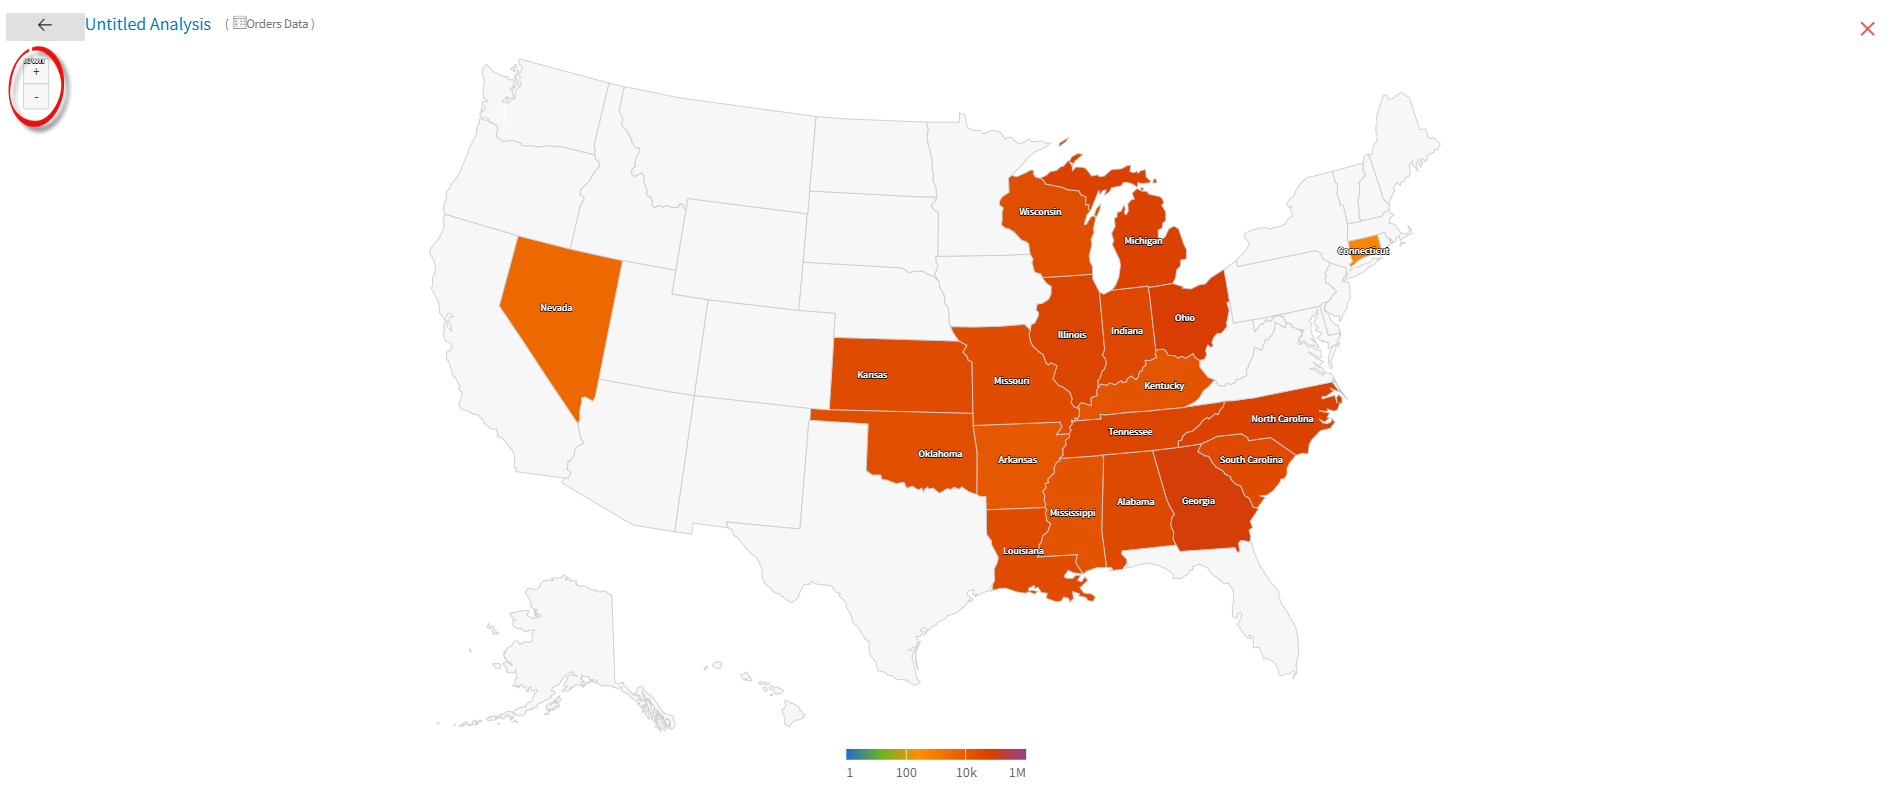 Untitled Analysis ( Orders Data )
+
-
Wisconsin
Michigan
Connecticut
Nevada
Ohio
Indiana
Illinois
Kansas
Missouri
Kentucky
North Carolina
Tennessee
Oklahoma
Arkansas
South Carolina
Georgia
Alabama
Mississippi
Louisiana
1 100 10k 1M